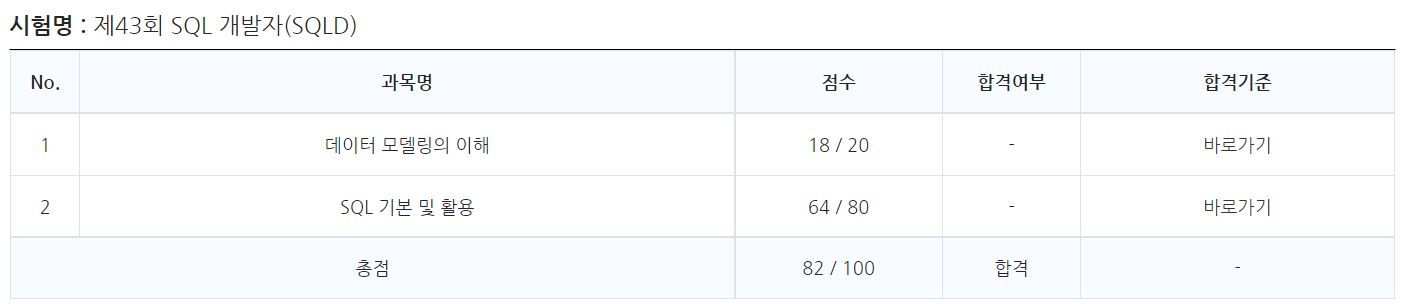 시험명 : 제43회 SQL 개발자(SQLD)
No. 과목명 점수 합격여부 합격기준
1 데이터 모델링의 이해 18 / 20 - 바로가기
2 SQL 기본 및 활용 64 / 80 - 바로가기
총점 82 / 100 합격 -